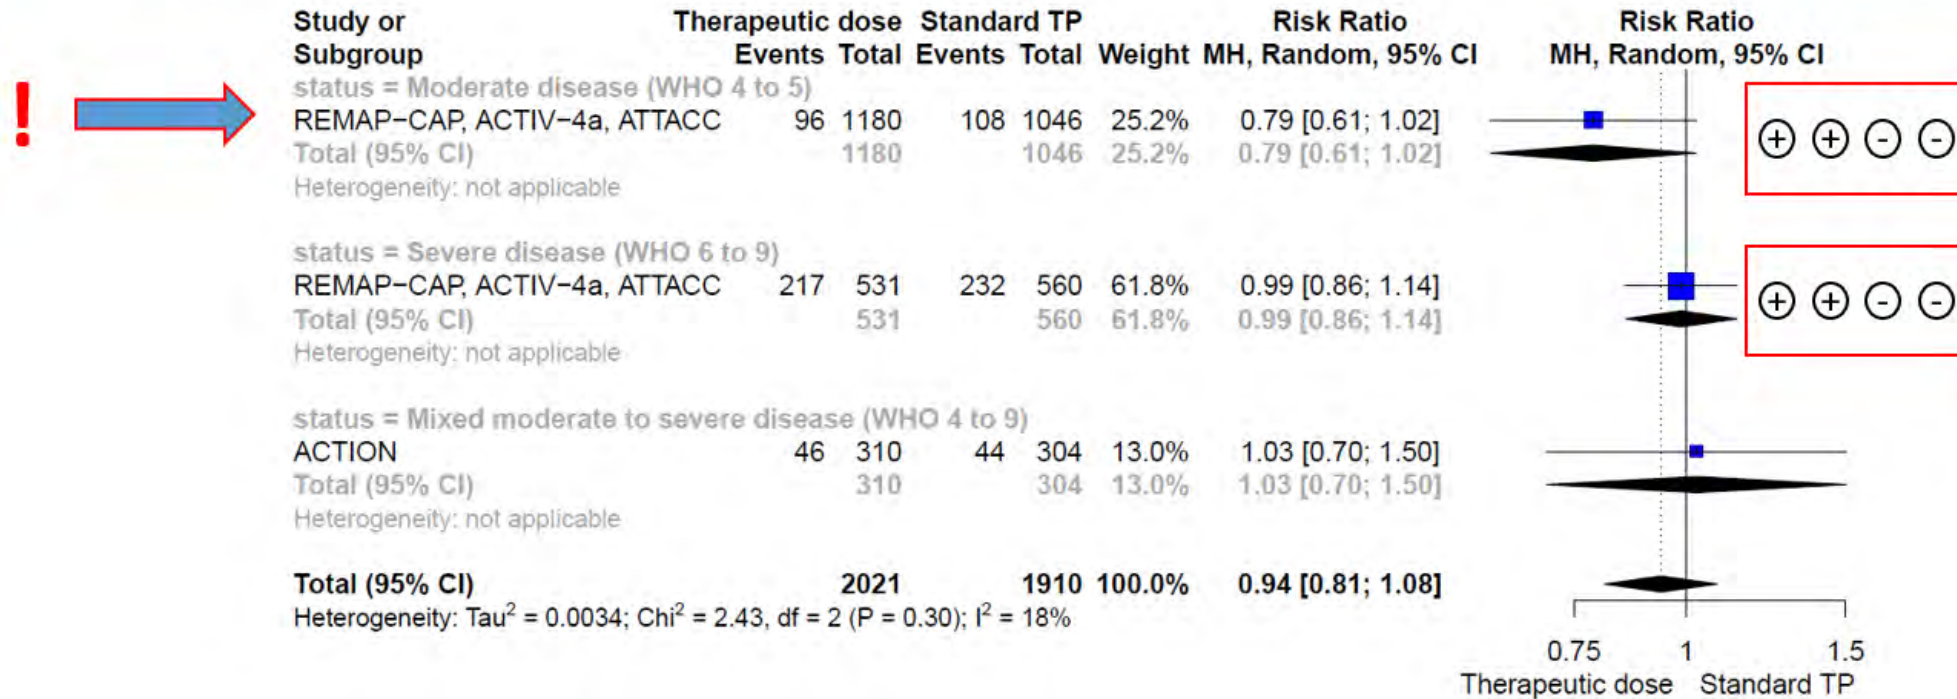 Study or Therapeutic dose Standard TP Risk Ratio Risk Ratio
Subgroup Events Total Events Total Weight MH, Random, 95% CI MH, Random, 95% CI
status = Moderate disease (WHO 4 to 5)
! REMAP−CAP, ACTIV−4a, ATTACC 96 1180 108 1046 25.2% 0.79 [0.61; 1.02]
Total (95% CI) 1180 1046 25.2% 0.79 [0.61; 1.02]
+ + - -
Heterogeneity: not applicable
status = Severe disease (WHO 6 to 9)
REMAP−CAP, ACTIV−4a, ATTACC 217 531 232 560 61.8% 0.99 [0.86; 1.14]
+ + - -
Total (95% CI) 531 560 61.8% 0.99 [0.86; 1.14]
Heterogeneity: not applicable
status = Mixed moderate to severe disease (WHO 4 to 9)
ACTION 46 310 44 304 13.0% 1.03 [0.70; 1.50]
Total (95% CI) 310 304 13.0% 1.03 [0.70; 1.50]
Heterogeneity: not applicable
Total (95% CI) 2021 1910 100.0% 0.94 [0.81; 1.08]
Heterogeneity: Tau² = 0.0034; Chi² = 2.43, df = 2 (P = 0.30); I² = 18%
0.75 1 1.5
Therapeutic dose Standard TP